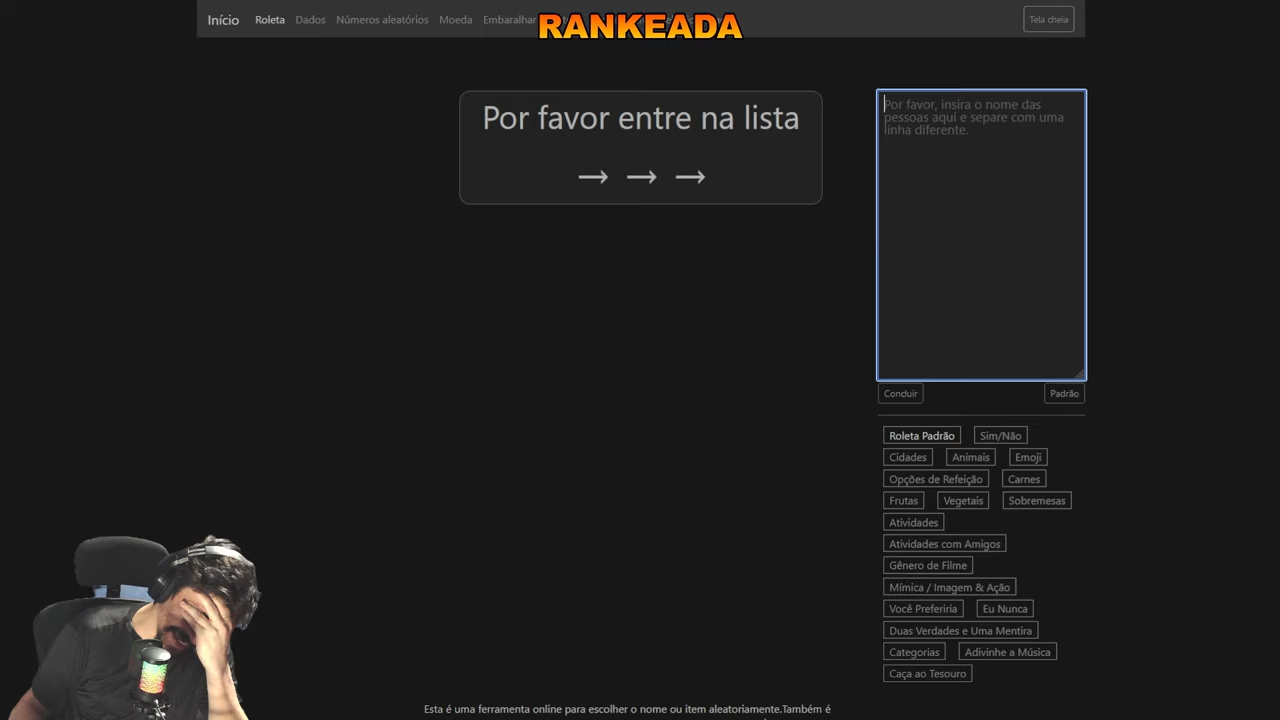 Início Roleta Dados Números aleatórios Moeda Embaralhar
RANKEADA
Tela cheia
Por favor entre na lista
→ → →
Por favor, insira o nome das
pessoas aqui e separe com uma
linha diferente.
Concluir Padrão
Roleta Padrão Sim/Não
Cidades Animais Emoji
Opções de Refeição Carnes
Frutas Vegetais Sobremesas
Atividades
Atividades com Amigos
Gênero de Filme
Mímica / Imagem & Ação
Você Preferiria Eu Nunca
Duas Verdades e Uma Mentira
Categorias Adivinhe a Música
Caça ao Tesouro
Esta é uma ferramenta online para escolher o nome ou item aleatoriamente.Também é